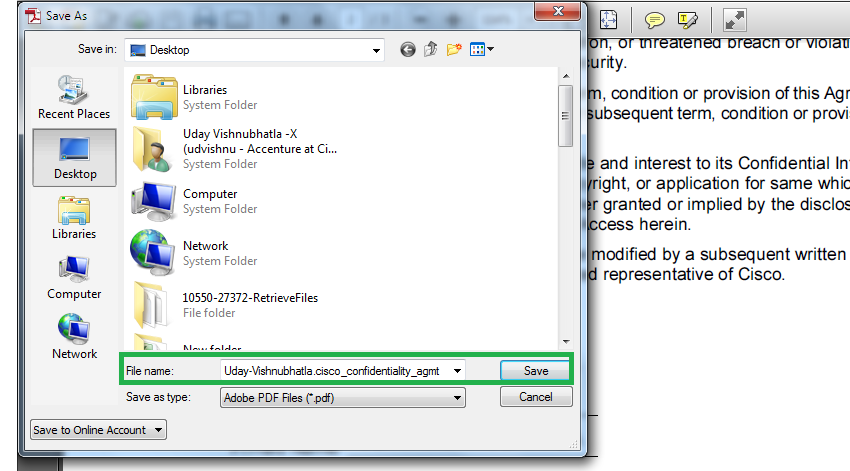 Save As
Save in:
Desktop
Recent Places
Desktop
Libraries
Computer
Network
Libraries
System Folder
Uday Vishnubhatla -X
(udvishnu - Accenture at Ci...
System Folder
Computer
System Folder
Network
System Folder
10550-27372-RetrieveFiles
File folder
New folder
File name:
Uday-Vishnubhatla.cisco_confidentiality_agmt
Save
Save as type:
Adobe PDF Files (*.pdf)
Cancel
Save to Online Account
on, or threatened breach or violati
curity.
m, condition or provision of this Agr
subsequent term, condition or provi
e and interest to its Confidential In
yright, or application for same whic
er granted or implied by the disclos
Access herein.
modified by a subsequent written
d representative of Cisco.